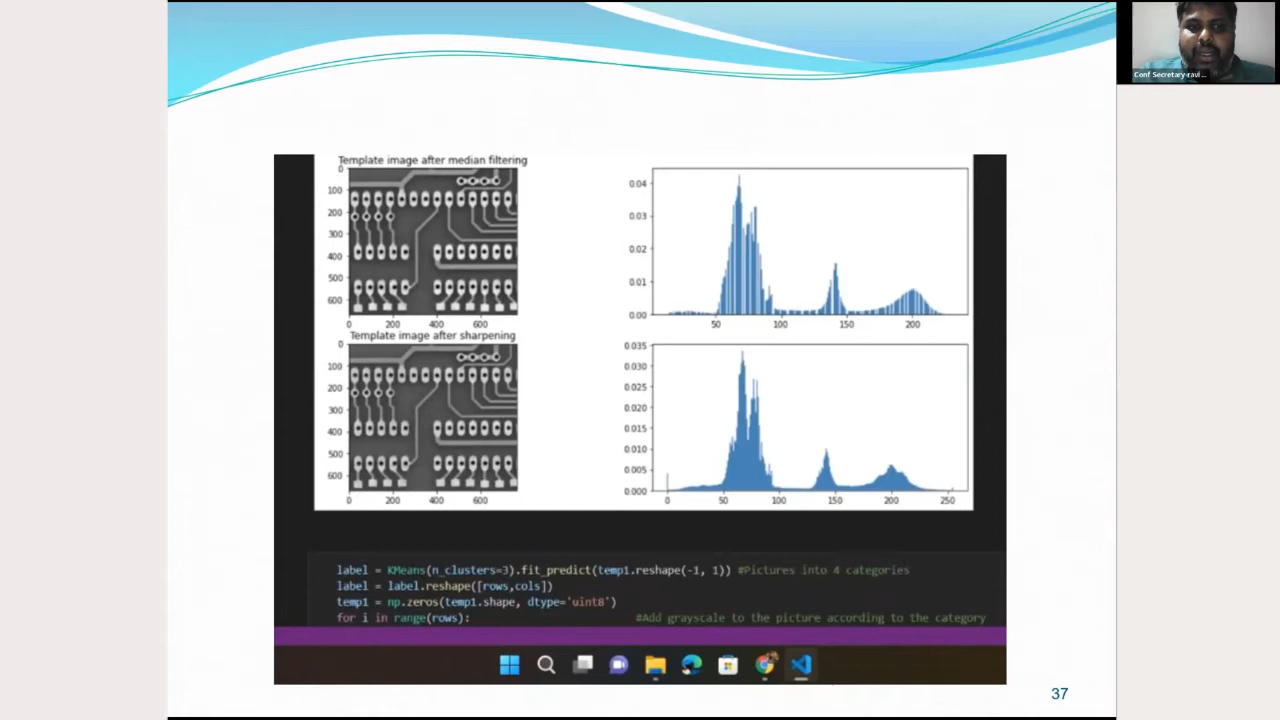 Conf Secretary-ravi ...
Template image after median filtering
0
100
200
300
400
500
600
0 200 400 600
0.04
0.03
0.02
0.01
0.00
50 100 150 200
Template image after sharpening
0
100
200
300
400
500
600
0 200 400 600
0.035
0.030
0.025
0.020
0.015
0.010
0.005
0.000
0 50 100 150 200 250
label = KMeans(n_clusters=3).fit_predict(temp1.reshape(-1, 1)) #Pictures into 4 categories
label = label.reshape([rows,cols])
temp1 = np.zeros(temp1.shape, dtype='uint8')
for i in range(rows): #Add grayscale to the picture according to the category
37